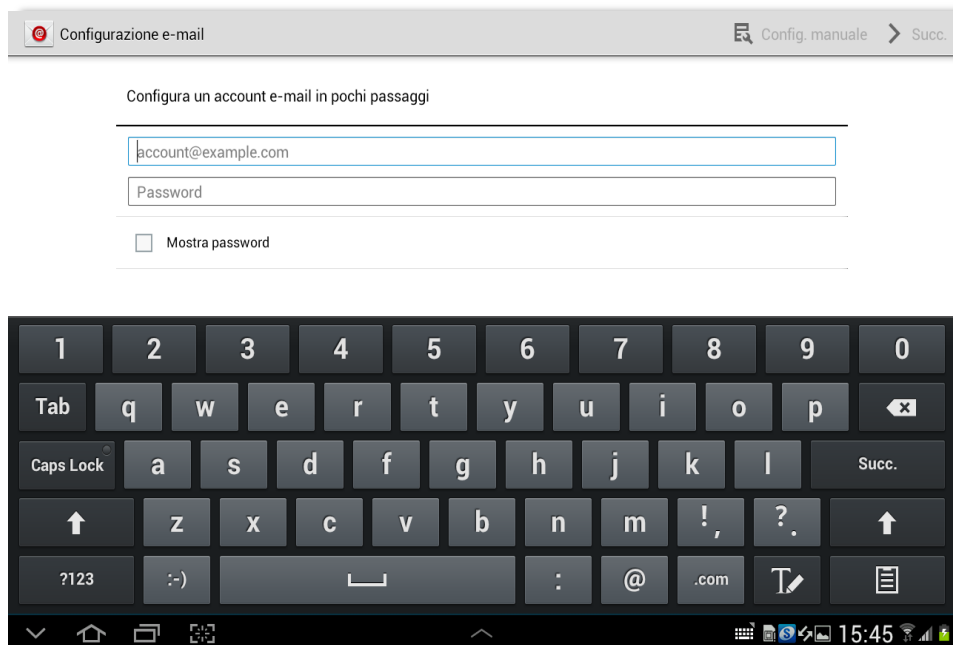 Configurazione e-mail Config. manuale Succ.
Configura un account e-mail in pochi passaggi
account@example.com
Password
Mostra password
1 2 3 4 5 6 7 8 9 0
Tab q w e r t y u i o p
Caps Lock a s d f g h j k l Succ.
z x c v b n m ! , ? .
?123 :-) : @ .com T
15:45